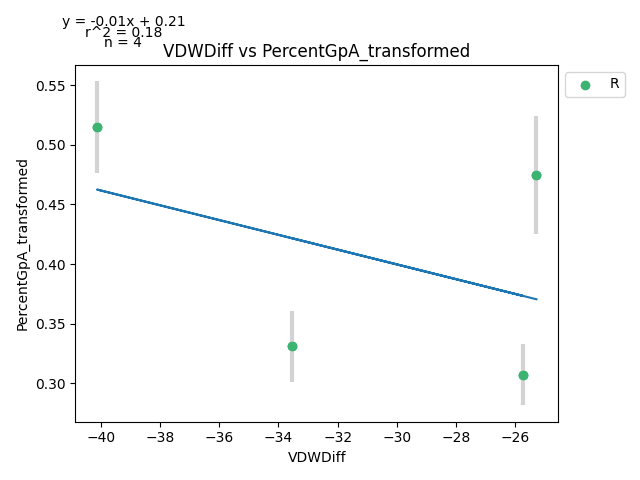 y = -0.01x + 0.21
r^2 = 0.18
n = 4
VDWDiff vs PercentGpA_transformed
R
PercentGpA_transformed
0.55
0.50
0.45
0.40
0.35
0.30
−40 −38 −36 −34 −32 −30 −28 −26
VDWDiff